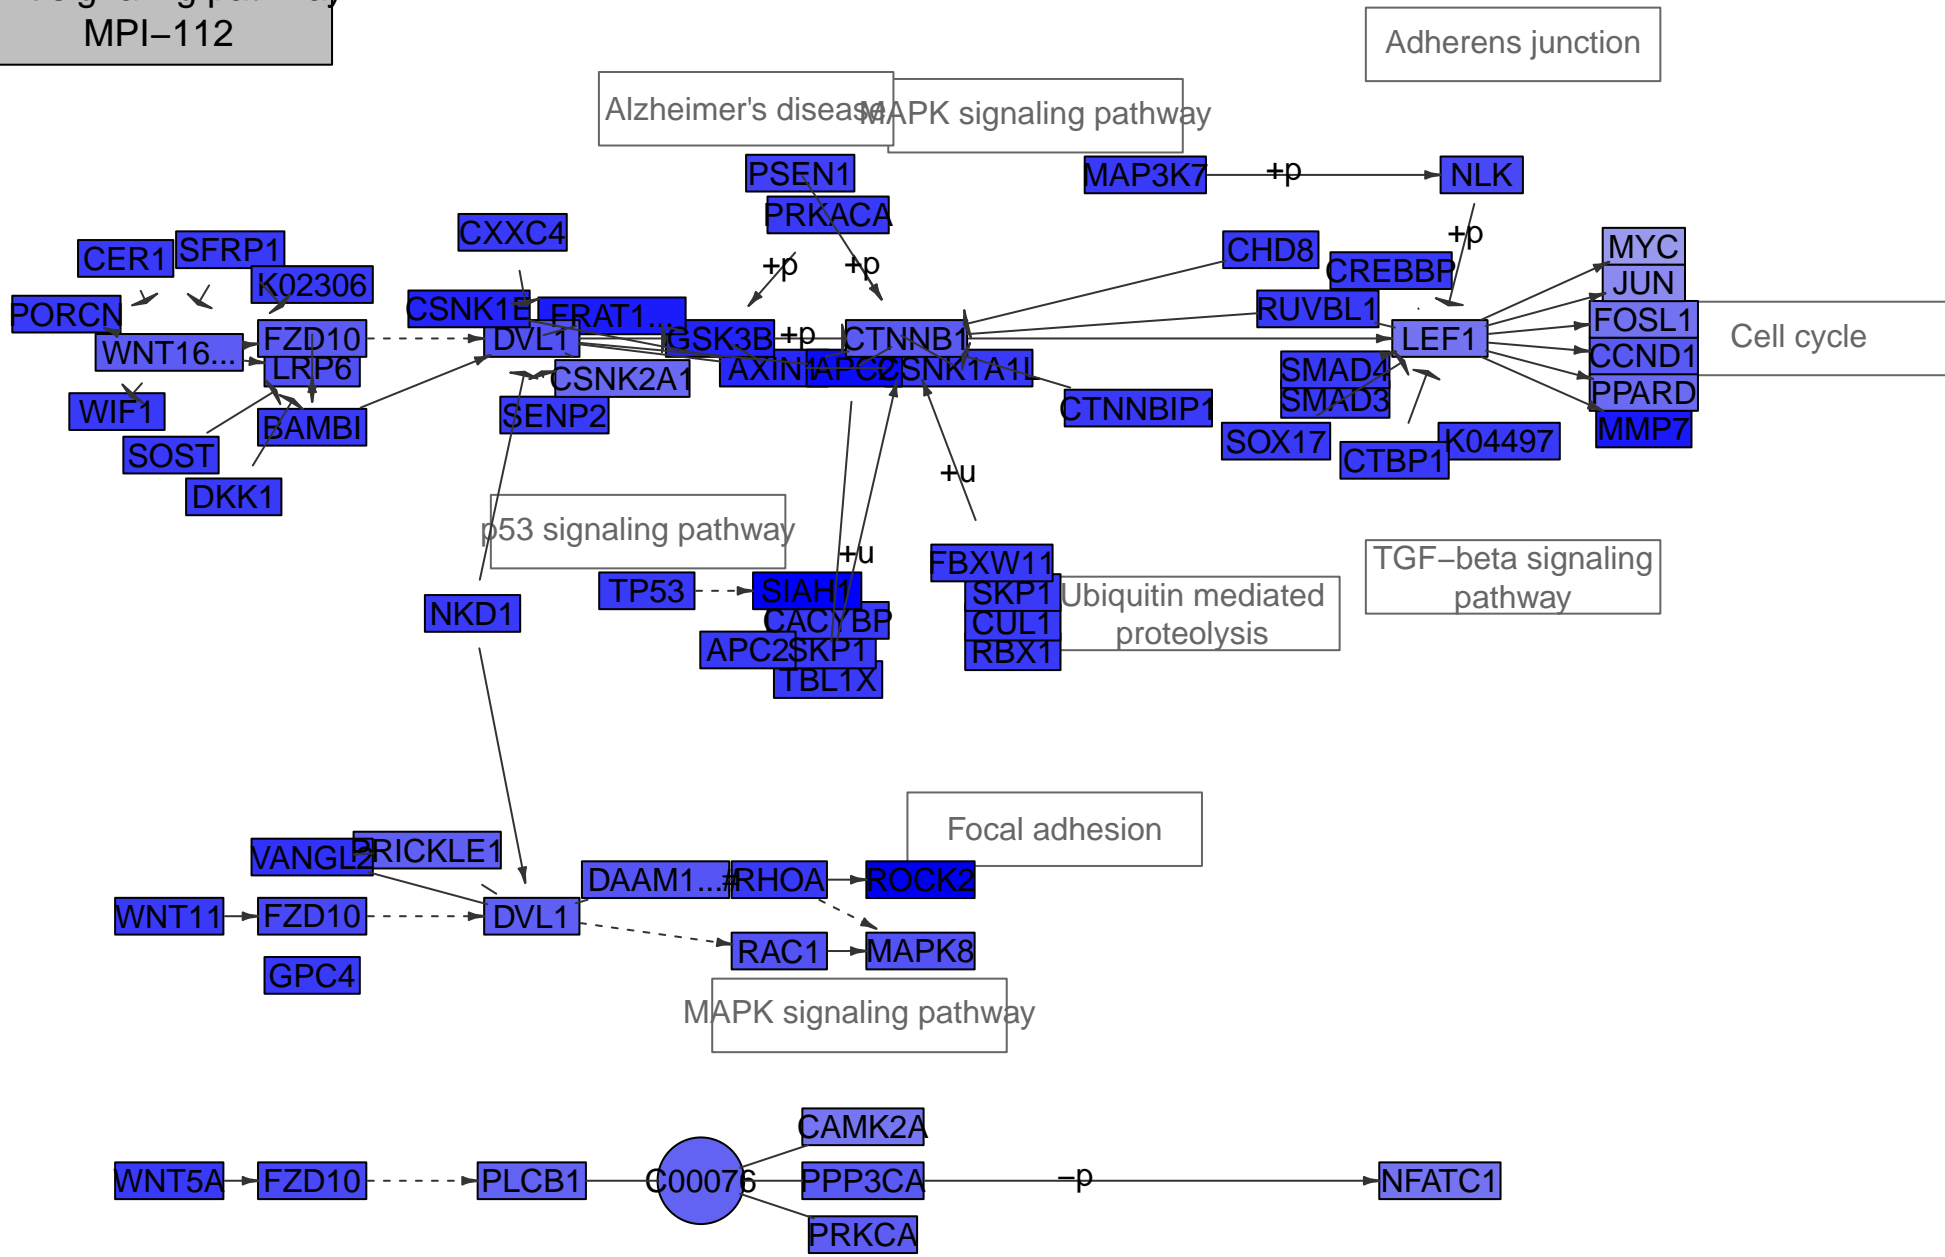 MPI–112
Adherens junction
Alzheimer's disease
MAPK signaling pathway
PSEN1
MAP3K7
+p
NLK
PRKACA
CXXC4
CER1
SFRP1
K02306
+p
+p
CHD8
CREBBP
+p
MYC
JUN
PORCN
CSNK1E
FRAT1...
RUVBL1
FOSL1
WNT16...
FZD10
DVL1
GSK3B
+p
CTNNB1
LEF1
CCND1
Cell cycle
LRP6
CSNK2A1
AXIN1
APC2
CSNK1A1L
SMAD4
SMAD3
PPARD
MMP7
WIF1
BAMBI
SENP2
CTNNBIP1
SOST
SOX17
CTBP1
K04497
DKK1
+u
p53 signaling pathway
+u
FBXW11
TGF–beta signaling
pathway
NKD1
TP53
SIAH1
SKP1
Ubiquitin mediated
proteolysis
CACYBP
CUL1
APC2
SKP1
RBX1
TBL1X
Focal adhesion
VANGL2
PRICKLE1
DAAM1...
RHOA
ROCK2
WNT11
FZD10
DVL1
RAC1
MAPK8
GPC4
MAPK signaling pathway
CAMK2A
WNT5A
FZD10
PLCB1
C00076
PPP3CA
–p
NFATC1
PRKCA